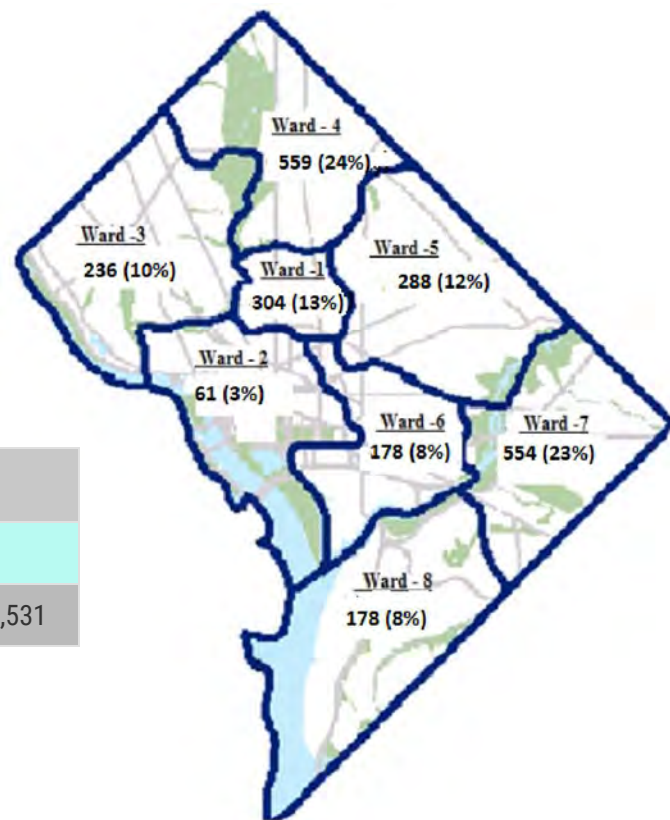 Ward - 4
559 (24%)
Ward -3
236 (10%)
Ward -5
288 (12%)
Ward -1
304 (13%)
Ward - 2
61 (3%)
Ward -6
178 (8%)
Ward -7
554 (23%)
Ward - 8
178 (8%)
,531